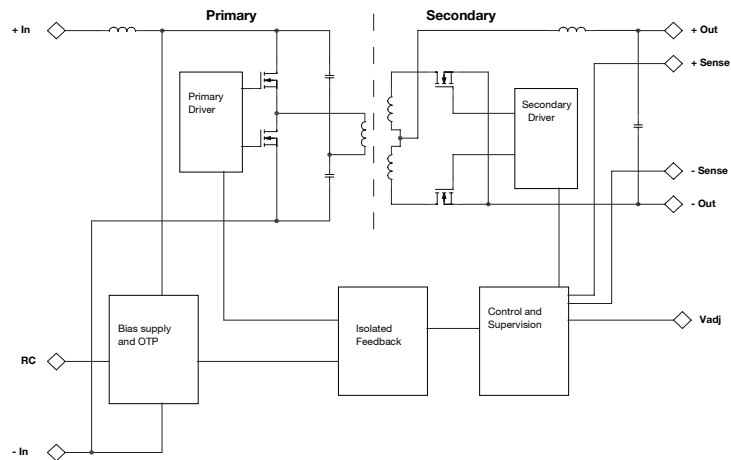 Primary
Secondary
+ In
+ Out
+ Sense
Primary
Driver
Secondary
Driver
- Sense
- Out
Bias supply
and OTP
Isolated
Feedback
Control and
Supervision
Vadj
RC
- In